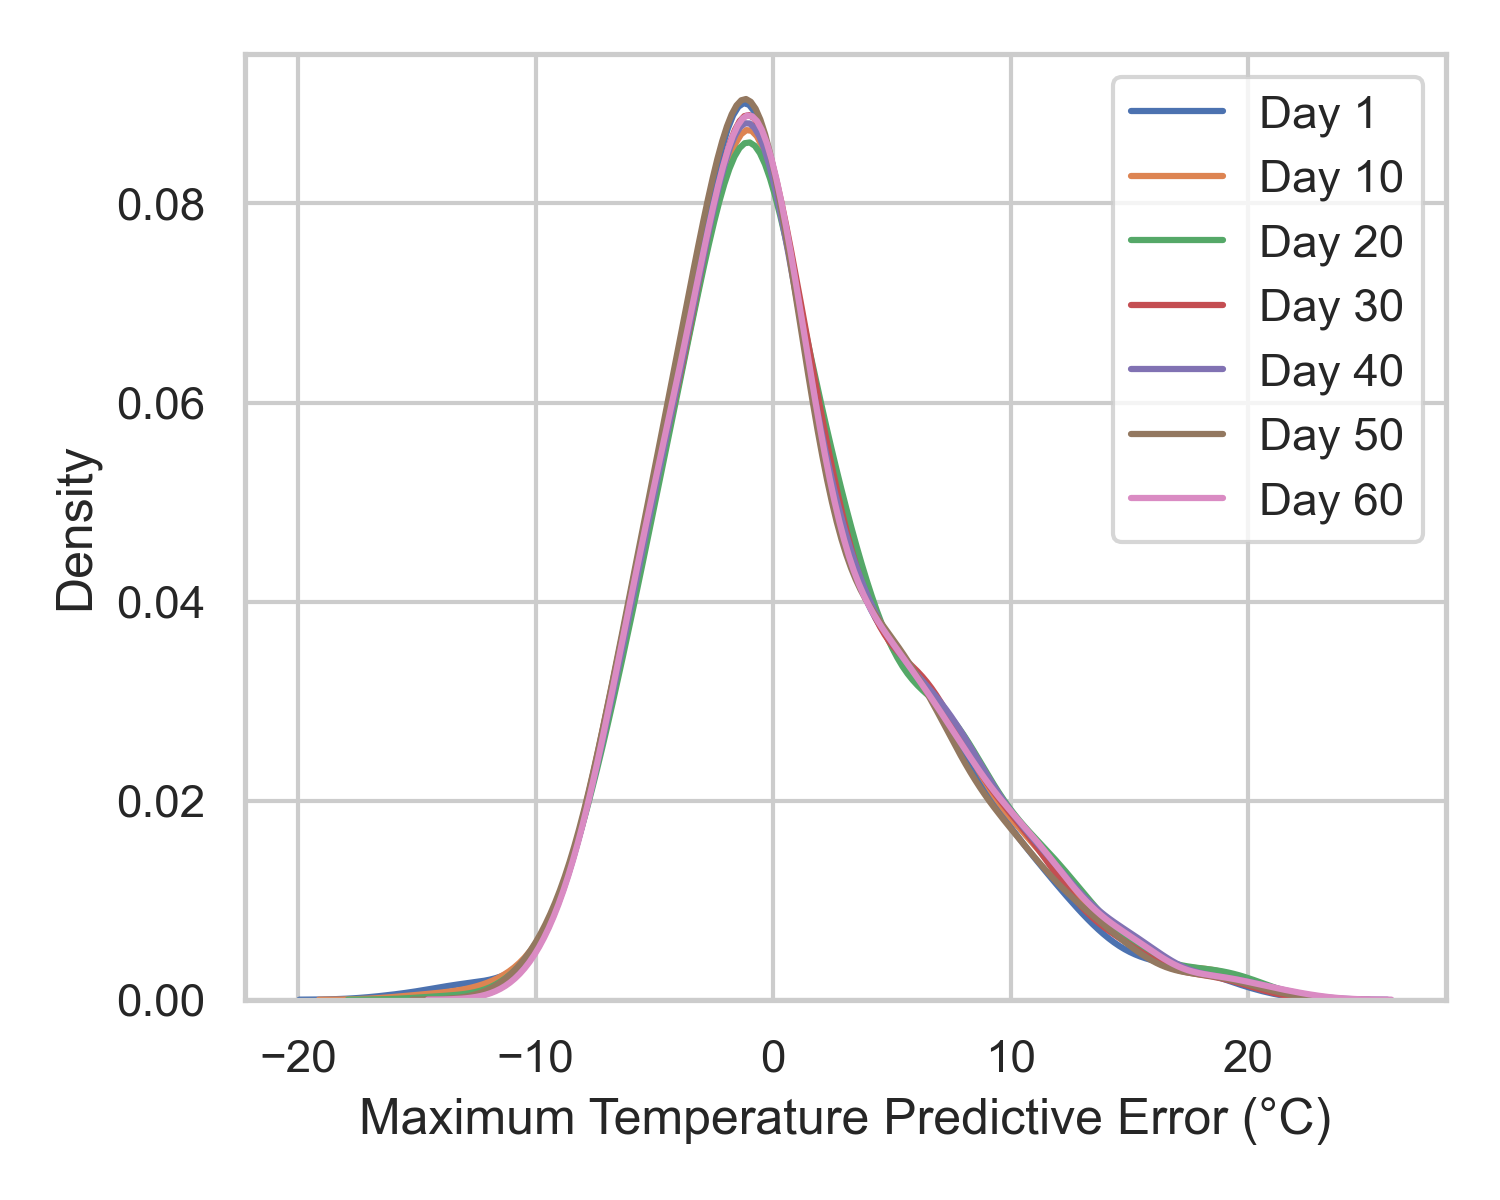 Day 1
Day 10
Day 20
Day 30
Day 40
Day 50
Day 60
Density
0.08
0.06
0.04
0.02
0.00
−20 −10 0 10 20
Maximum Temperature Predictive Error (°C)